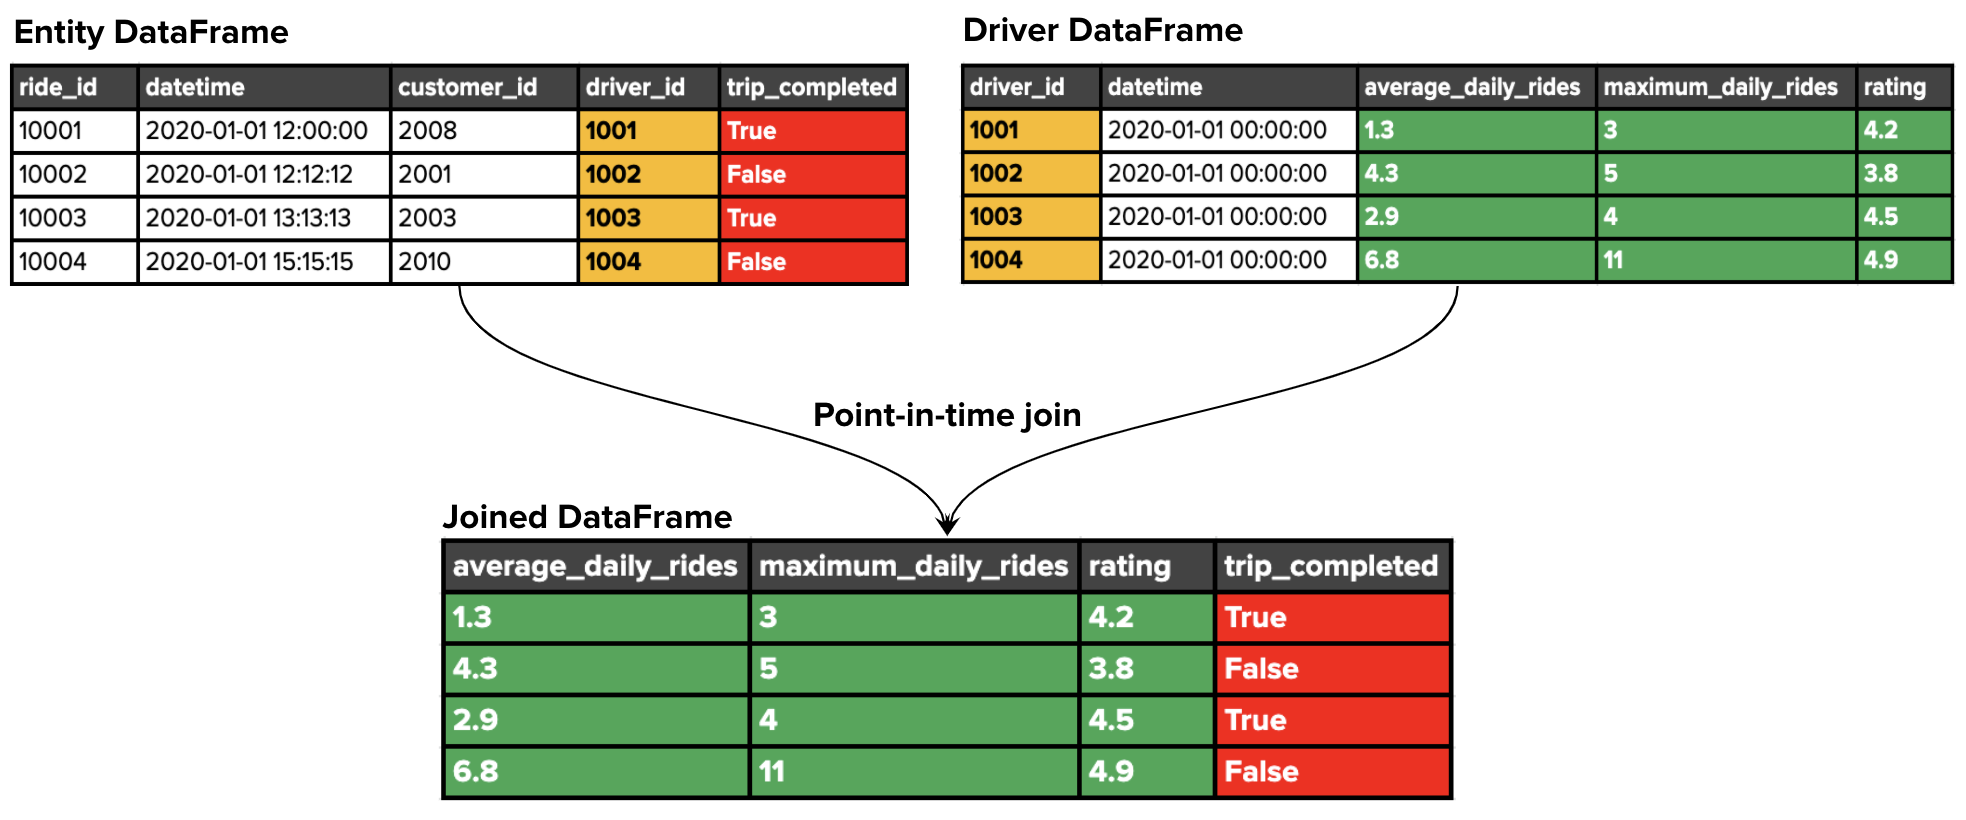 Entity DataFrame
ride_id datetime customer_id driver_id trip_completed
10001 2020-01-01 12:00:00 2008 1001 True
10002 2020-01-01 12:12:12 2001 1002 False
10003 2020-01-01 13:13:13 2003 1003 True
10004 2020-01-01 15:15:15 2010 1004 False
Driver DataFrame
driver_id datetime average_daily_rides maximum_daily_rides rating
1001 2020-01-01 00:00:00 1.3 3 4.2
1002 2020-01-01 00:00:00 4.3 5 3.8
1003 2020-01-01 00:00:00 2.9 4 4.5
1004 2020-01-01 00:00:00 6.8 11 4.9
Point-in-time join
Joined DataFrame
average_daily_rides maximum_daily_rides rating trip_completed
1.3 3 4.2 True
4.3 5 3.8 False
2.9 4 4.5 True
6.8 11 4.9 False